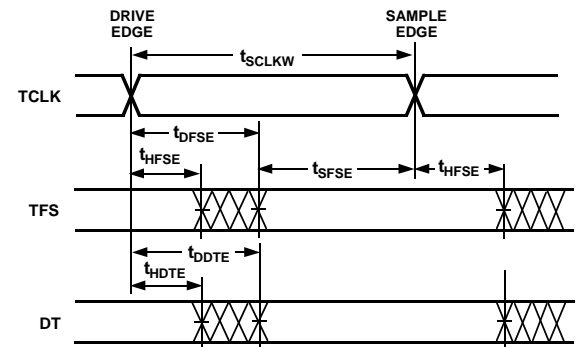 DRIVE EDGE
SAMPLE EDGE
tSCLKW
TCLK
tDFSE
tHFSE
tSFSE
tHFSE
TFS
tDDTE
tHDTE
DT